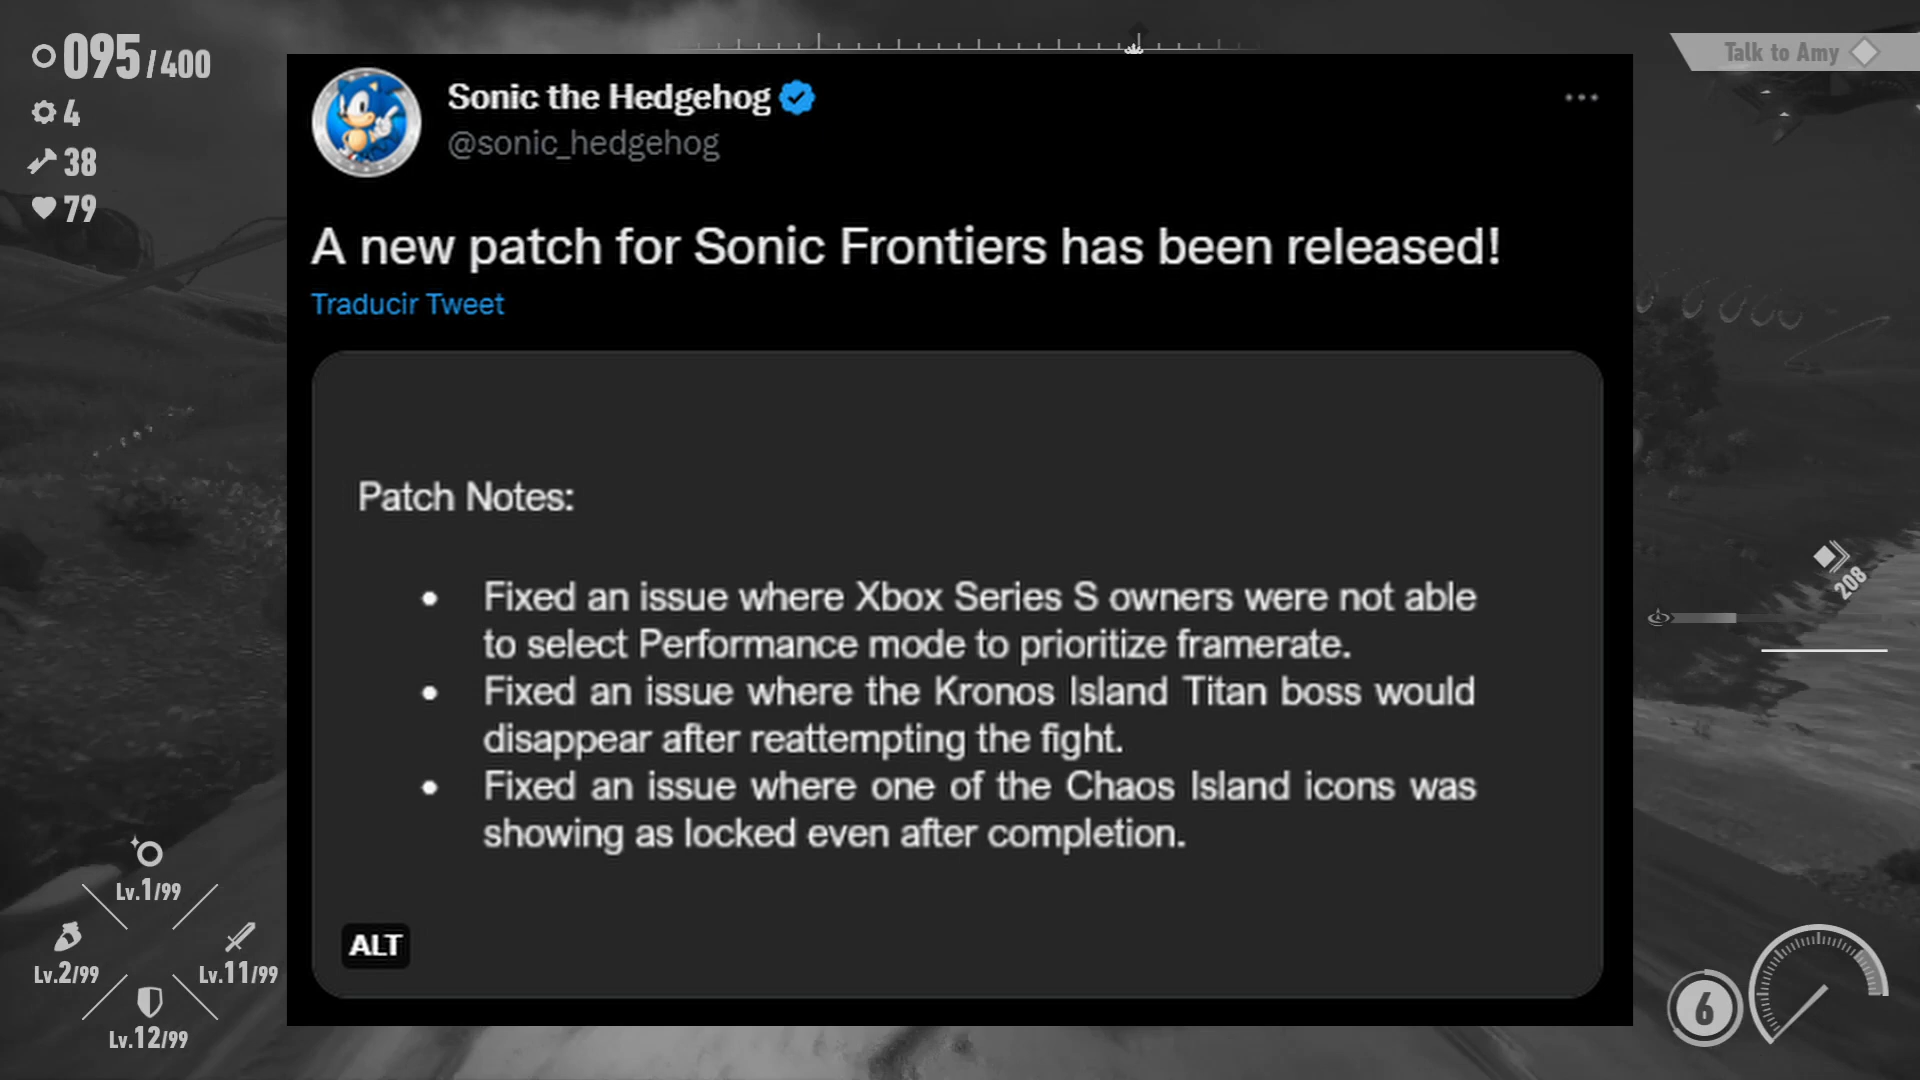 095/400
4
38
79
Talk to Amy
Sonic the Hedgehog
@sonic_hedgehog
A new patch for Sonic Frontiers has been released!
Traducir Tweet
Patch Notes:
• Fixed an issue where Xbox Series S owners were not able
to select Performance mode to prioritize framerate.
• Fixed an issue where the Kronos Island Titan boss would
disappear after reattempting the fight.
• Fixed an issue where one of the Chaos Island icons was
showing as locked even after completion.
ALT
208
Lv.1/99
Lv.2/99
Lv.11/99
Lv.12/99
6